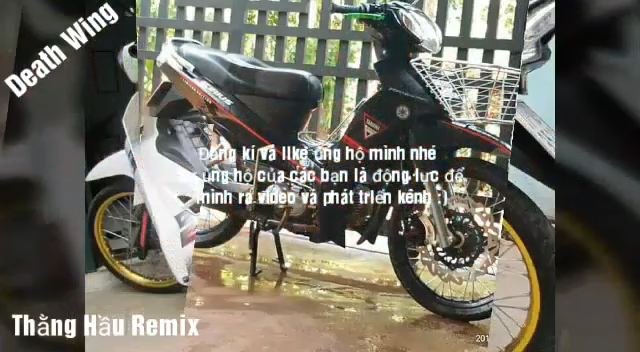 Death Wing
Đăng kí và like ủng hộ mình nhé
ủng hộ của các bạn là động lực để
mình ra video và phát triển kênh :)
Thằng Hầu Remix
201